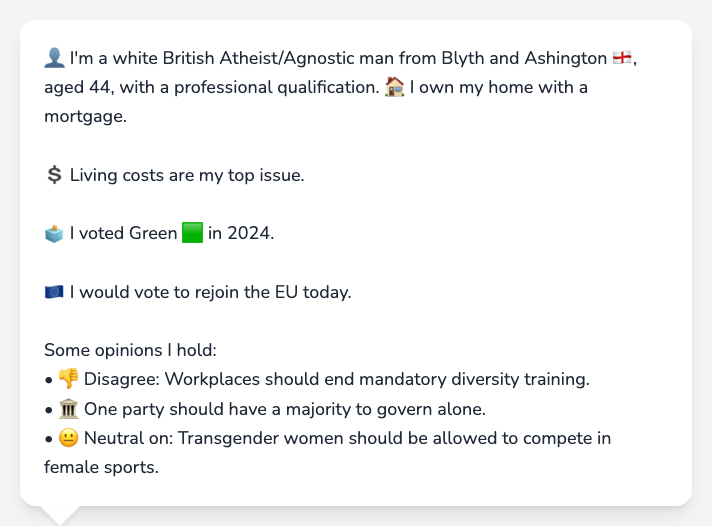 👤 I'm a white British Atheist/Agnostic man from Blyth and Ashington 🏴󠁧󠁢󠁥󠁮󠁧󠁿,
aged 44, with a professional qualification. 🏠 I own my home with a
mortgage.
💲 Living costs are my top issue.
🗳️ I voted Green 🟩 in 2024.
🇪🇺 I would vote to rejoin the EU today.
Some opinions I hold:
• 👎 Disagree: Workplaces should end mandatory diversity training.
• 🏛️ One party should have a majority to govern alone.
• 😐 Neutral on: Transgender women should be allowed to compete in
female sports.